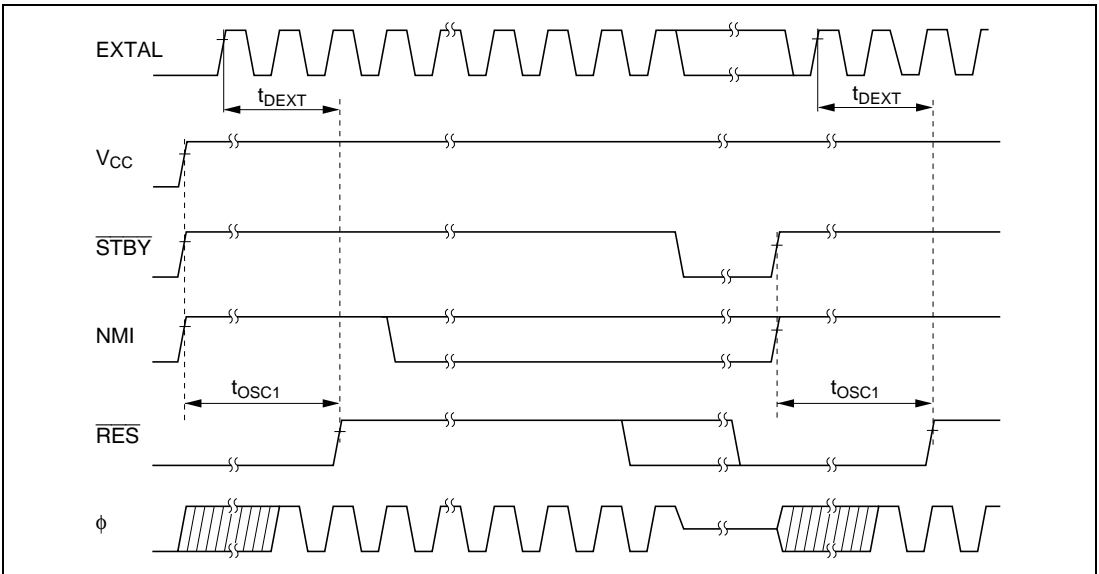 EXTAL
tDEXT
tDEXT
VCC
STBY
NMI
tOSC1
tOSC1
RES
ϕ